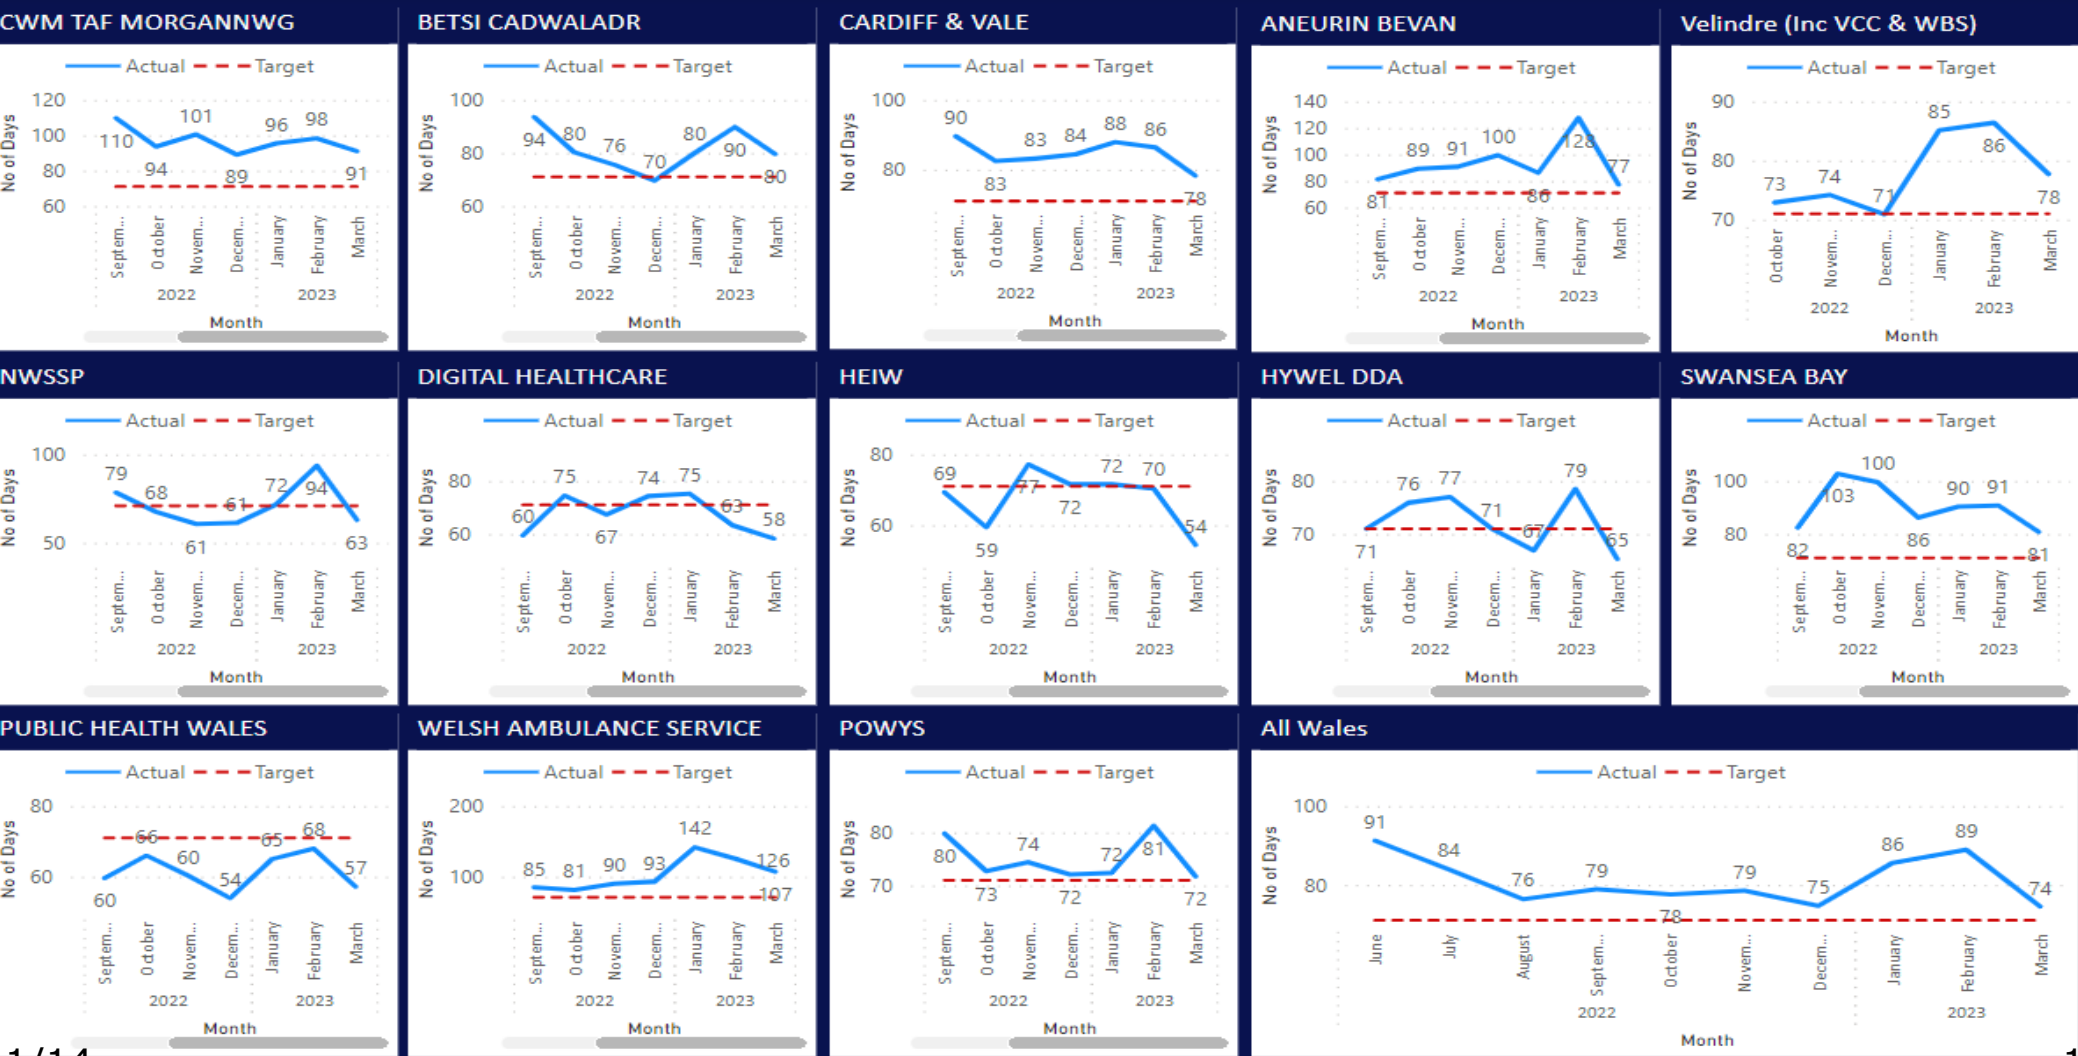 CWM TAF MORGANNWG
Actual Target
No of Days
120
100
80
60
110
94
101
89
96
98
91
Septem...
October
Novem...
Decem...
January
February
March
2022 2023
Month
BETSI CADWALADR
Actual Target
No of Days
100
80
60
94
80
76
70
80
90
80
Septem...
October
Novem...
Decem...
January
February
March
2022 2023
Month
CARDIFF & VALE
Actual Target
No of Days
100
80
90
83
83
84
88
86
78
Septem...
October
Novem...
Decem...
January
February
March
2022 2023
Month
ANEURIN BEVAN
Actual Target
No of Days
140
120
100
80
60
81
89
91
100
86
128
77
Septem...
October
Novem...
Decem...
January
February
March
2022 2023
Month
Velindre (Inc VCC & WBS)
Actual Target
No of Days
90
80
70
73
74
71
85
86
78
October
Novem...
Decem...
January
February
March
2022 2023
Month
NWSSP
Actual Target
No of Days
100
50
79
68
61
61
72
94
63
Septem...
October
Novem...
Decem...
January
February
March
2022 2023
Month
DIGITAL HEALTHCARE
Actual Target
No of Days
80
60
60
75
67
74
75
63
58
Septem...
October
Novem...
Decem...
January
February
March
2022 2023
Month
HEIW
Actual Target
No of Days
80
60
69
59
77
72
72
70
54
Septem...
October
Novem...
Decem...
January
February
March
2022 2023
Month
HYWEL DDA
Actual Target
No of Days
80
70
71
76
77
71
67
79
65
Septem...
October
Novem...
Decem...
January
February
March
2022 2023
Month
SWANSEA BAY
Actual Target
No of Days
100
80
82
103
100
86
90
91
81
Septem...
October
Novem...
Decem...
January
February
March
2022 2023
Month
PUBLIC HEALTH WALES
Actual Target
No of Days
80
60
60
66
60
54
65
68
57
Septem...
October
Novem...
Decem...
January
February
March
2022 2023
Month
WELSH AMBULANCE SERVICE
Actual Target
No of Days
200
100
85
81
90
93
142
126
107
Septem...
October
Novem...
Decem...
January
February
March
2022 2023
Month
POWYS
Actual Target
No of Days
80
70
80
73
74
72
72
81
72
Septem...
October
Novem...
Decem...
January
February
March
2022 2023
Month
All Wales
Actual Target
No of Days
100
80
91
84
76
79
78
79
75
86
89
74
June
July
August
Septem...
October
Novem...
Decem...
January
February
March
2022 2023
Month
1/14